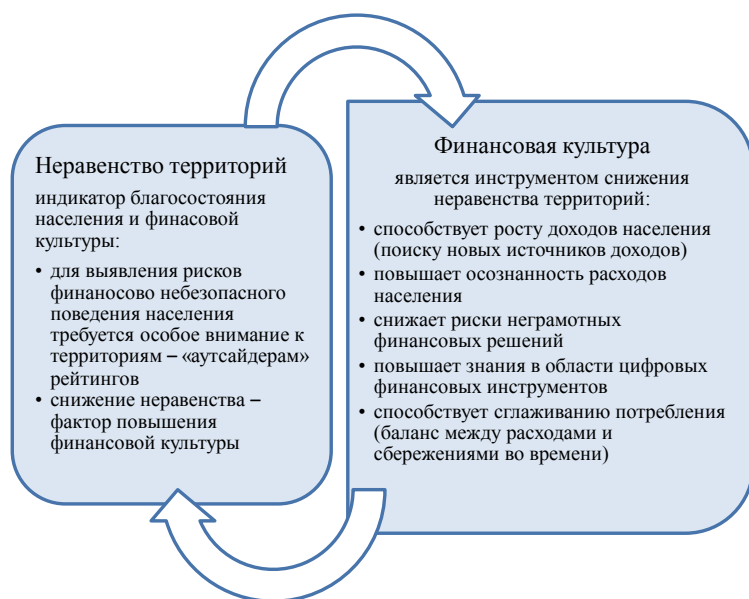 Неравенство территорий
индикатор благосостояния
населения и финасовой
культуры:
• для выявления рисков
финаносово небезопасного
поведения населения
требуется особое внимание к
территориям – «аутсайдерам»
рейтингов
• снижение неравенства –
фактор повышения
финансовой культуры
Финансовая культура
является инструментом снижения
неравенства территорий:
• способствует росту доходов населения
(поиску новых источников доходов)
• повышает осознанность расходов
населения
• снижает риски неграмотных
финансовых решений
• повышает знания в области цифровых
финансовых инструментов
• способствует сглаживанию потребления
(баланс между расходами и
сбережениями во времени)